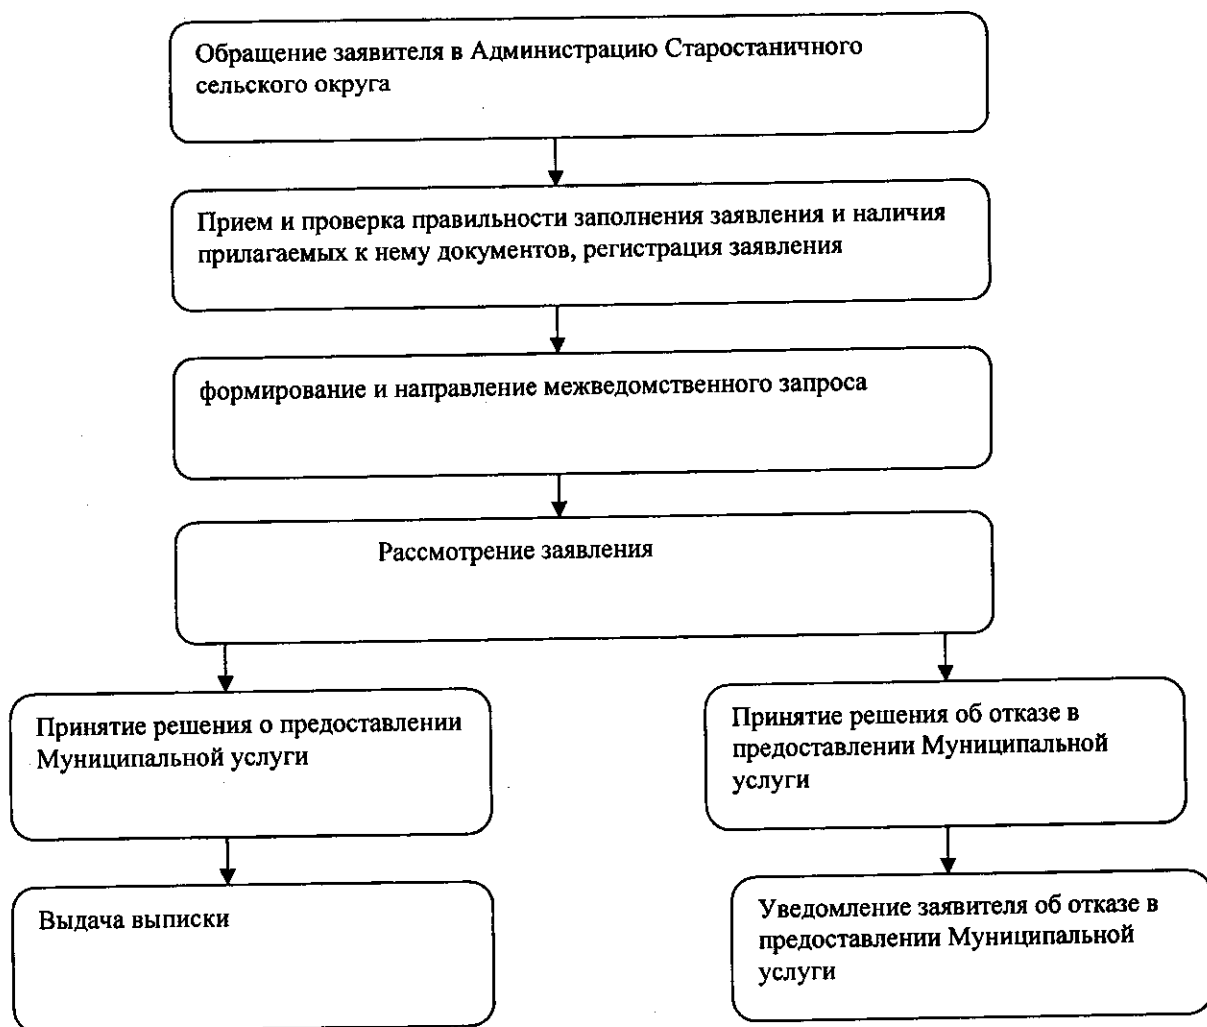 Обращение заявителя в Администрацию Старостаничного
сельского округа
Прием и проверка правильности заполнения заявления и наличия
прилагаемых к нему документов, регистрация заявления
формирование и направление межведомственного запроса
Рассмотрение заявления
Принятие решения о предоставлении
Муниципальной услуги
Принятие решения об отказе в
предоставлении Муниципальной
услуги
Выдача выписки
Уведомление заявителя об отказе в
предоставлении Муниципальной
услуги